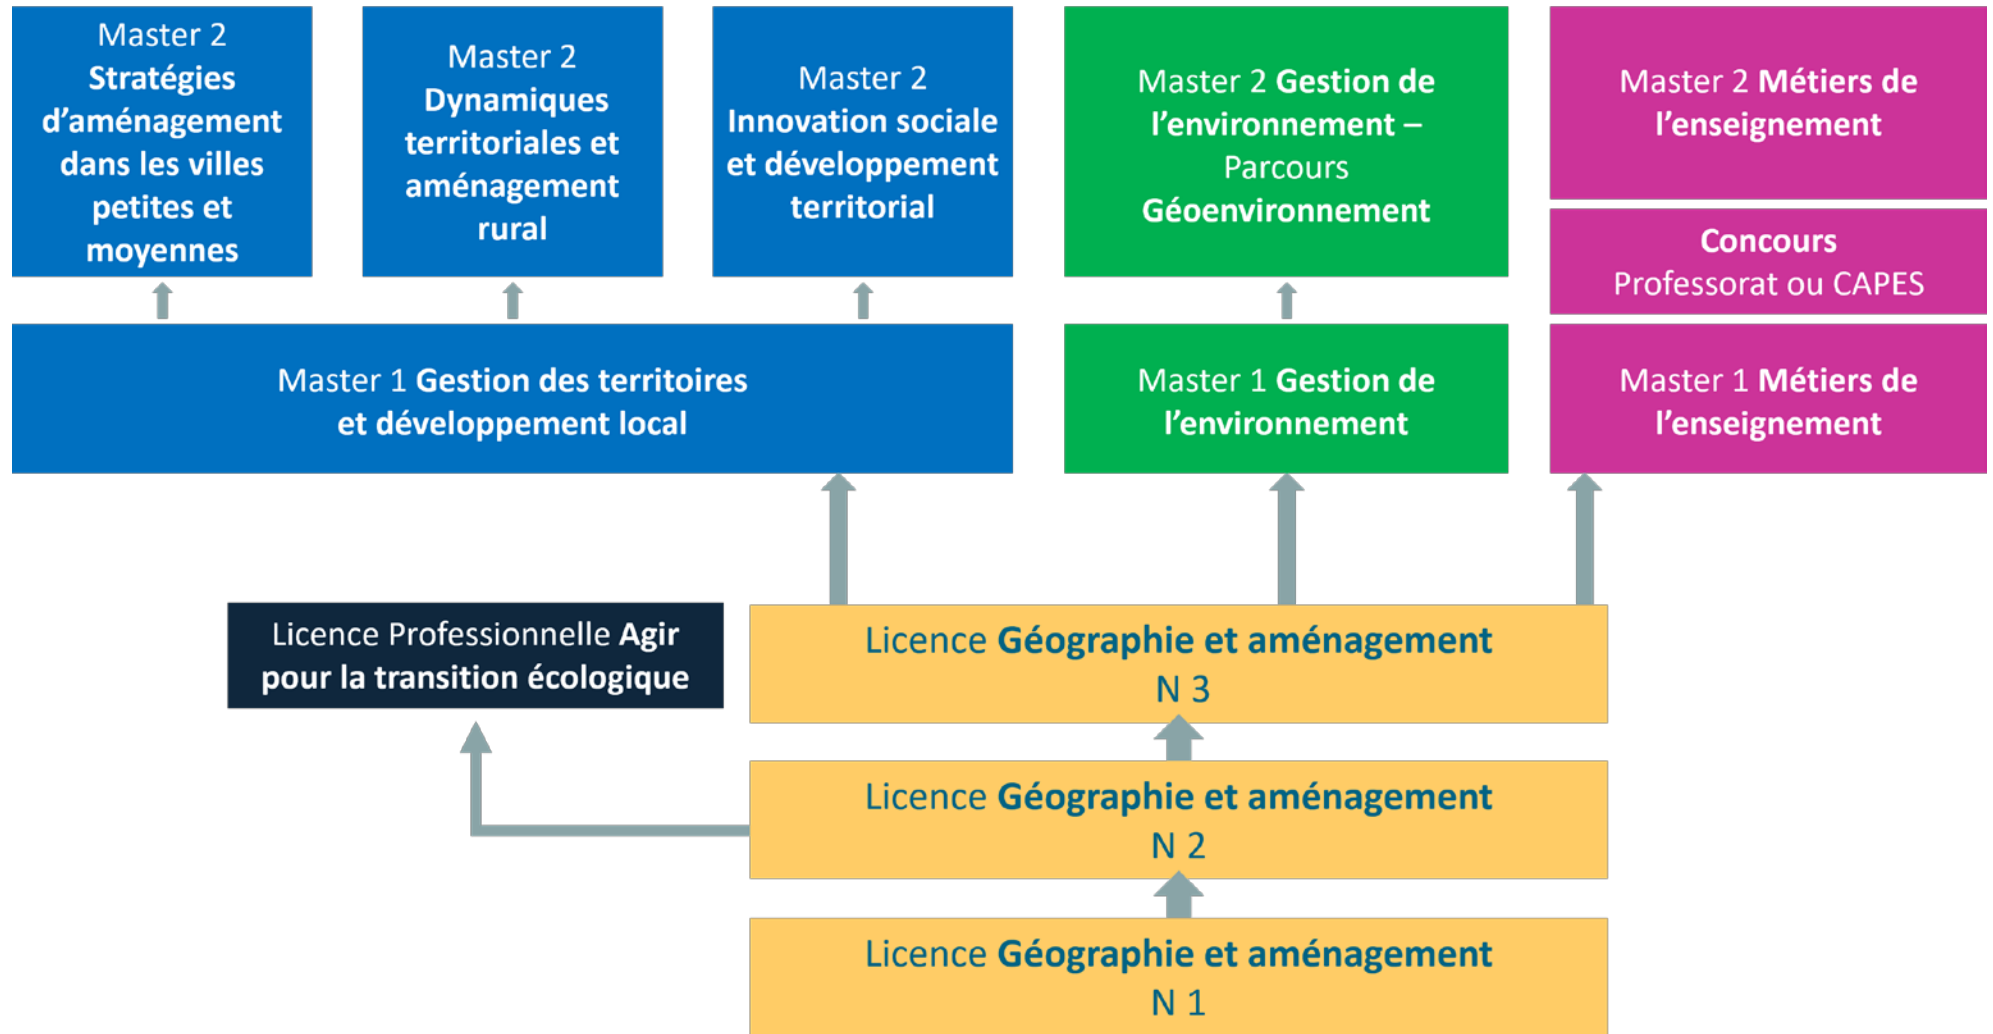 Master 2
Stratégies
d’aménagement
dans les villes
petites et
moyennes
Master 2
Dynamiques
territoriales et
aménagement
rural
Master 2
Innovation sociale
et développement
territorial
Master 2 Gestion de
l’environnement –
Parcours
Géoenvironnement
Master 2 Métiers de
l’enseignement
Concours
Professorat ou CAPES
Master 1 Gestion des territoires
et développement local
Master 1 Gestion de
l’environnement
Master 1 Métiers de
l’enseignement
Licence Professionnelle Agir
pour la transition écologique
Licence Géographie et aménagement
N 3
Licence Géographie et aménagement
N 2
Licence Géographie et aménagement
N 1